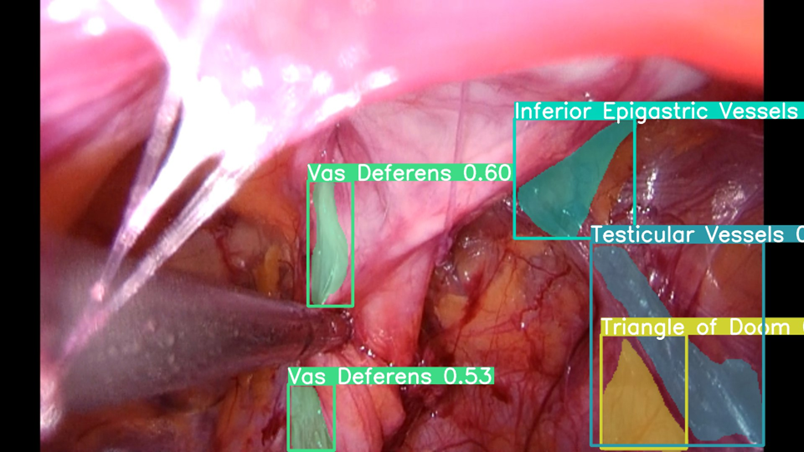 Inferior Epigastric Vessels
Vas Deferens 0.60
Testicular Vessels
Triangle of Doom
Vas Deferens 0.53